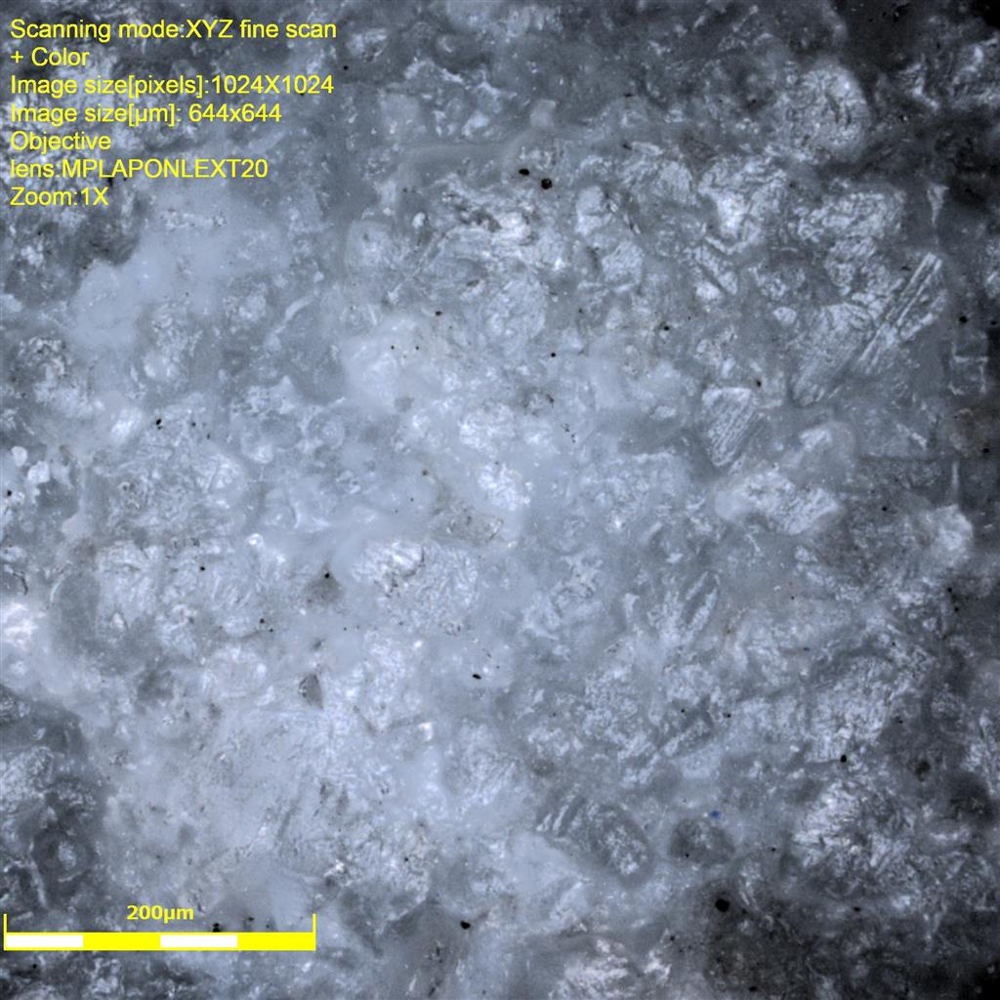 Scanning mode:XYZ fine scan
+ Color
Image size[pixels]:1024X1024
Image size[µm]: 644x644
Objective
lens:MPLAPONLEXT20
Zoom:1X
200µm